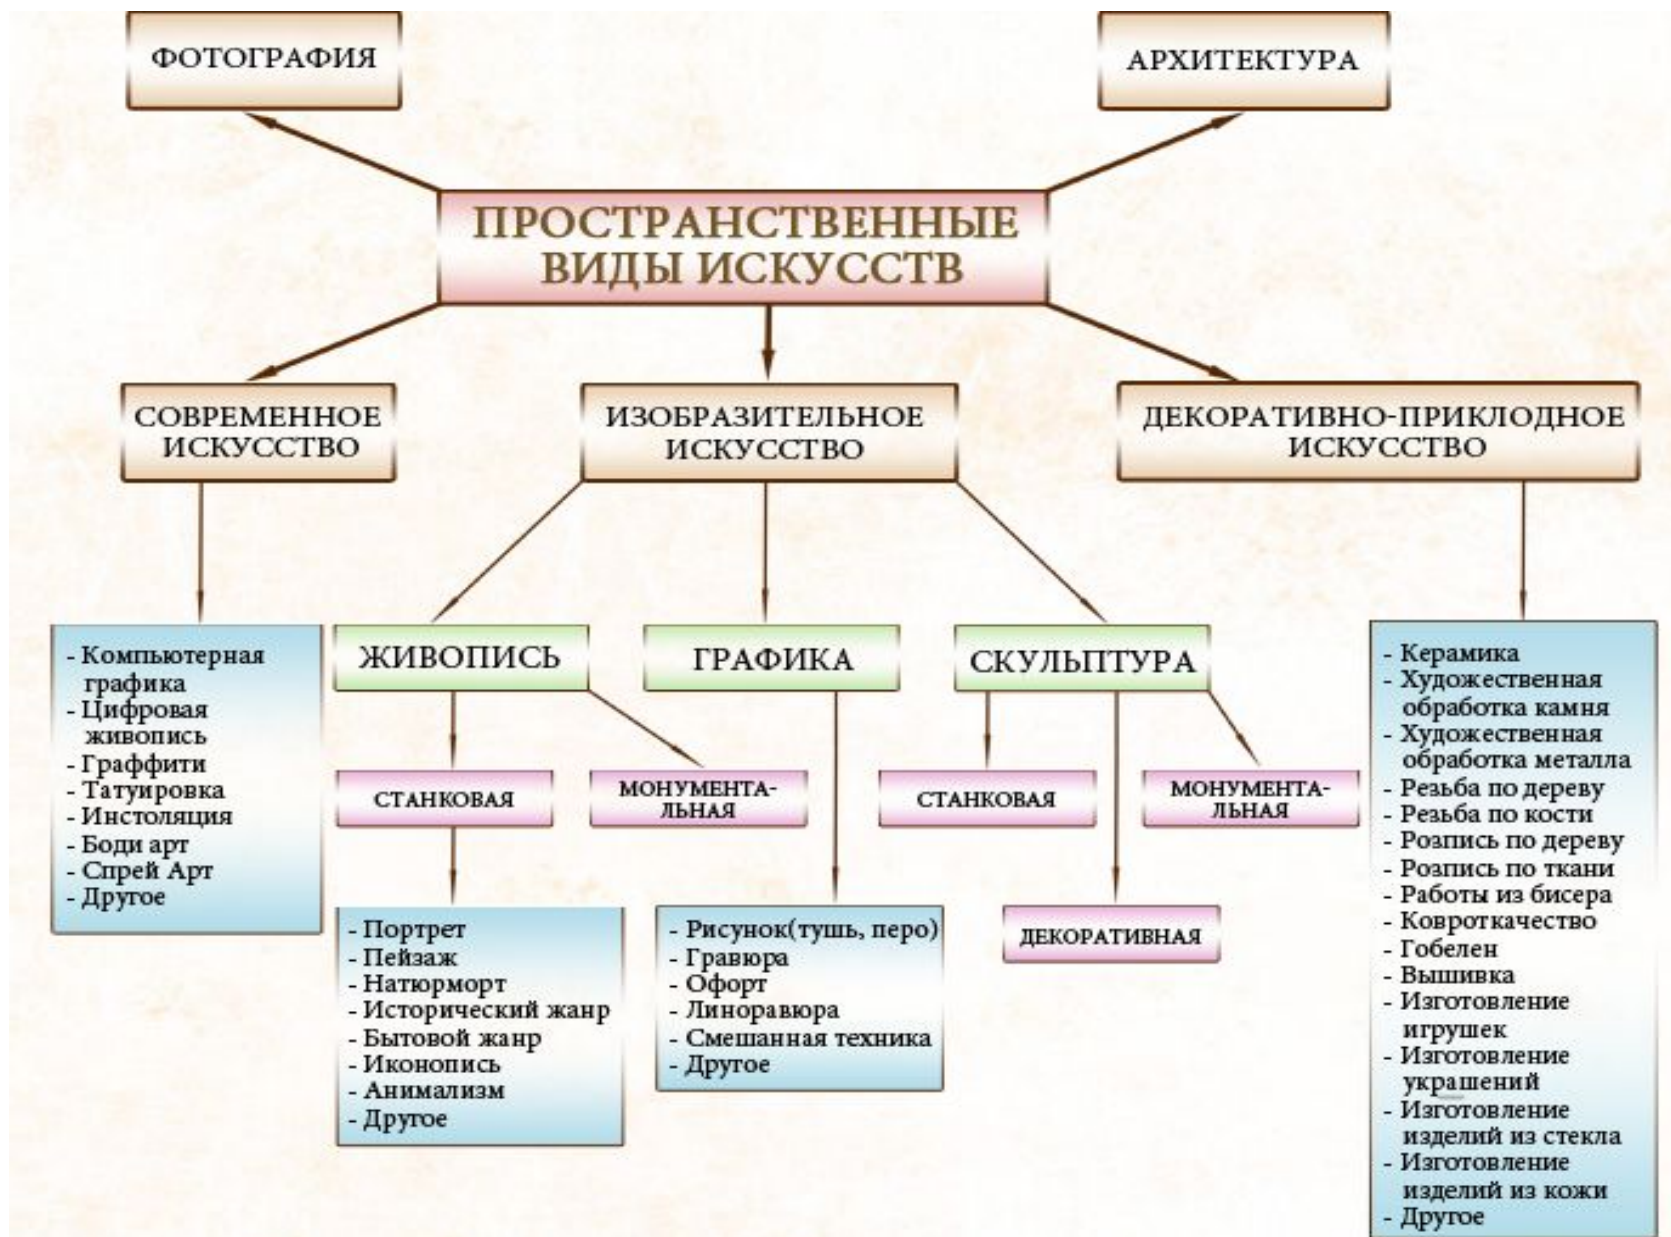 ФОТОГРАФИЯ
АРХИТЕКТУРА
ПРОСТРАНСТВЕННЫЕ
ВИДЫ ИСКУССТВ
СОВРЕМЕННОЕ
ИСКУССТВО
ИЗОБРАЗИТЕЛЬНОЕ
ИСКУССТВО
ДЕКОРАТИВНО-ПРИКЛОДНОЕ
ИСКУССТВО
- Компьютерная
графика
- Цифровая
живопись
- Граффити
- Татуировка
- Инстоляция
- Боди арт
- Спрей Арт
- Другое
ЖИВОПИСЬ
ГРАФИКА
СКУЛЬПТУРА
СТАНКОВАЯ
МОНУМЕНТА-
ЛЬНАЯ
СТАНКОВАЯ
МОНУМЕНТА-
ЛЬНАЯ
- Портрет
- Пейзаж
- Натюрморт
- Исторический жанр
- Бытовой жанр
- Иконопись
- Анимализм
- Другое
- Рисунок(тушь, перо)
- Гравюра
- Офорт
- Линоравюра
- Смешанная техника
- Другое
ДЕКОРАТИВНАЯ
- Керамика
- Художественная
обработка камня
- Художественная
обработка металла
- Резьба по дереву
- Резьба по кости
- Розпись по дереву
- Розпись по ткани
- Работы из бисера
- Ковроткачество
- Гобелен
- Вышивка
- Изготовление
игрушек
- Изготовление
украшений
- Изготовление
изделий из стекла
- Изготовление
изделий из кожи
- Другое